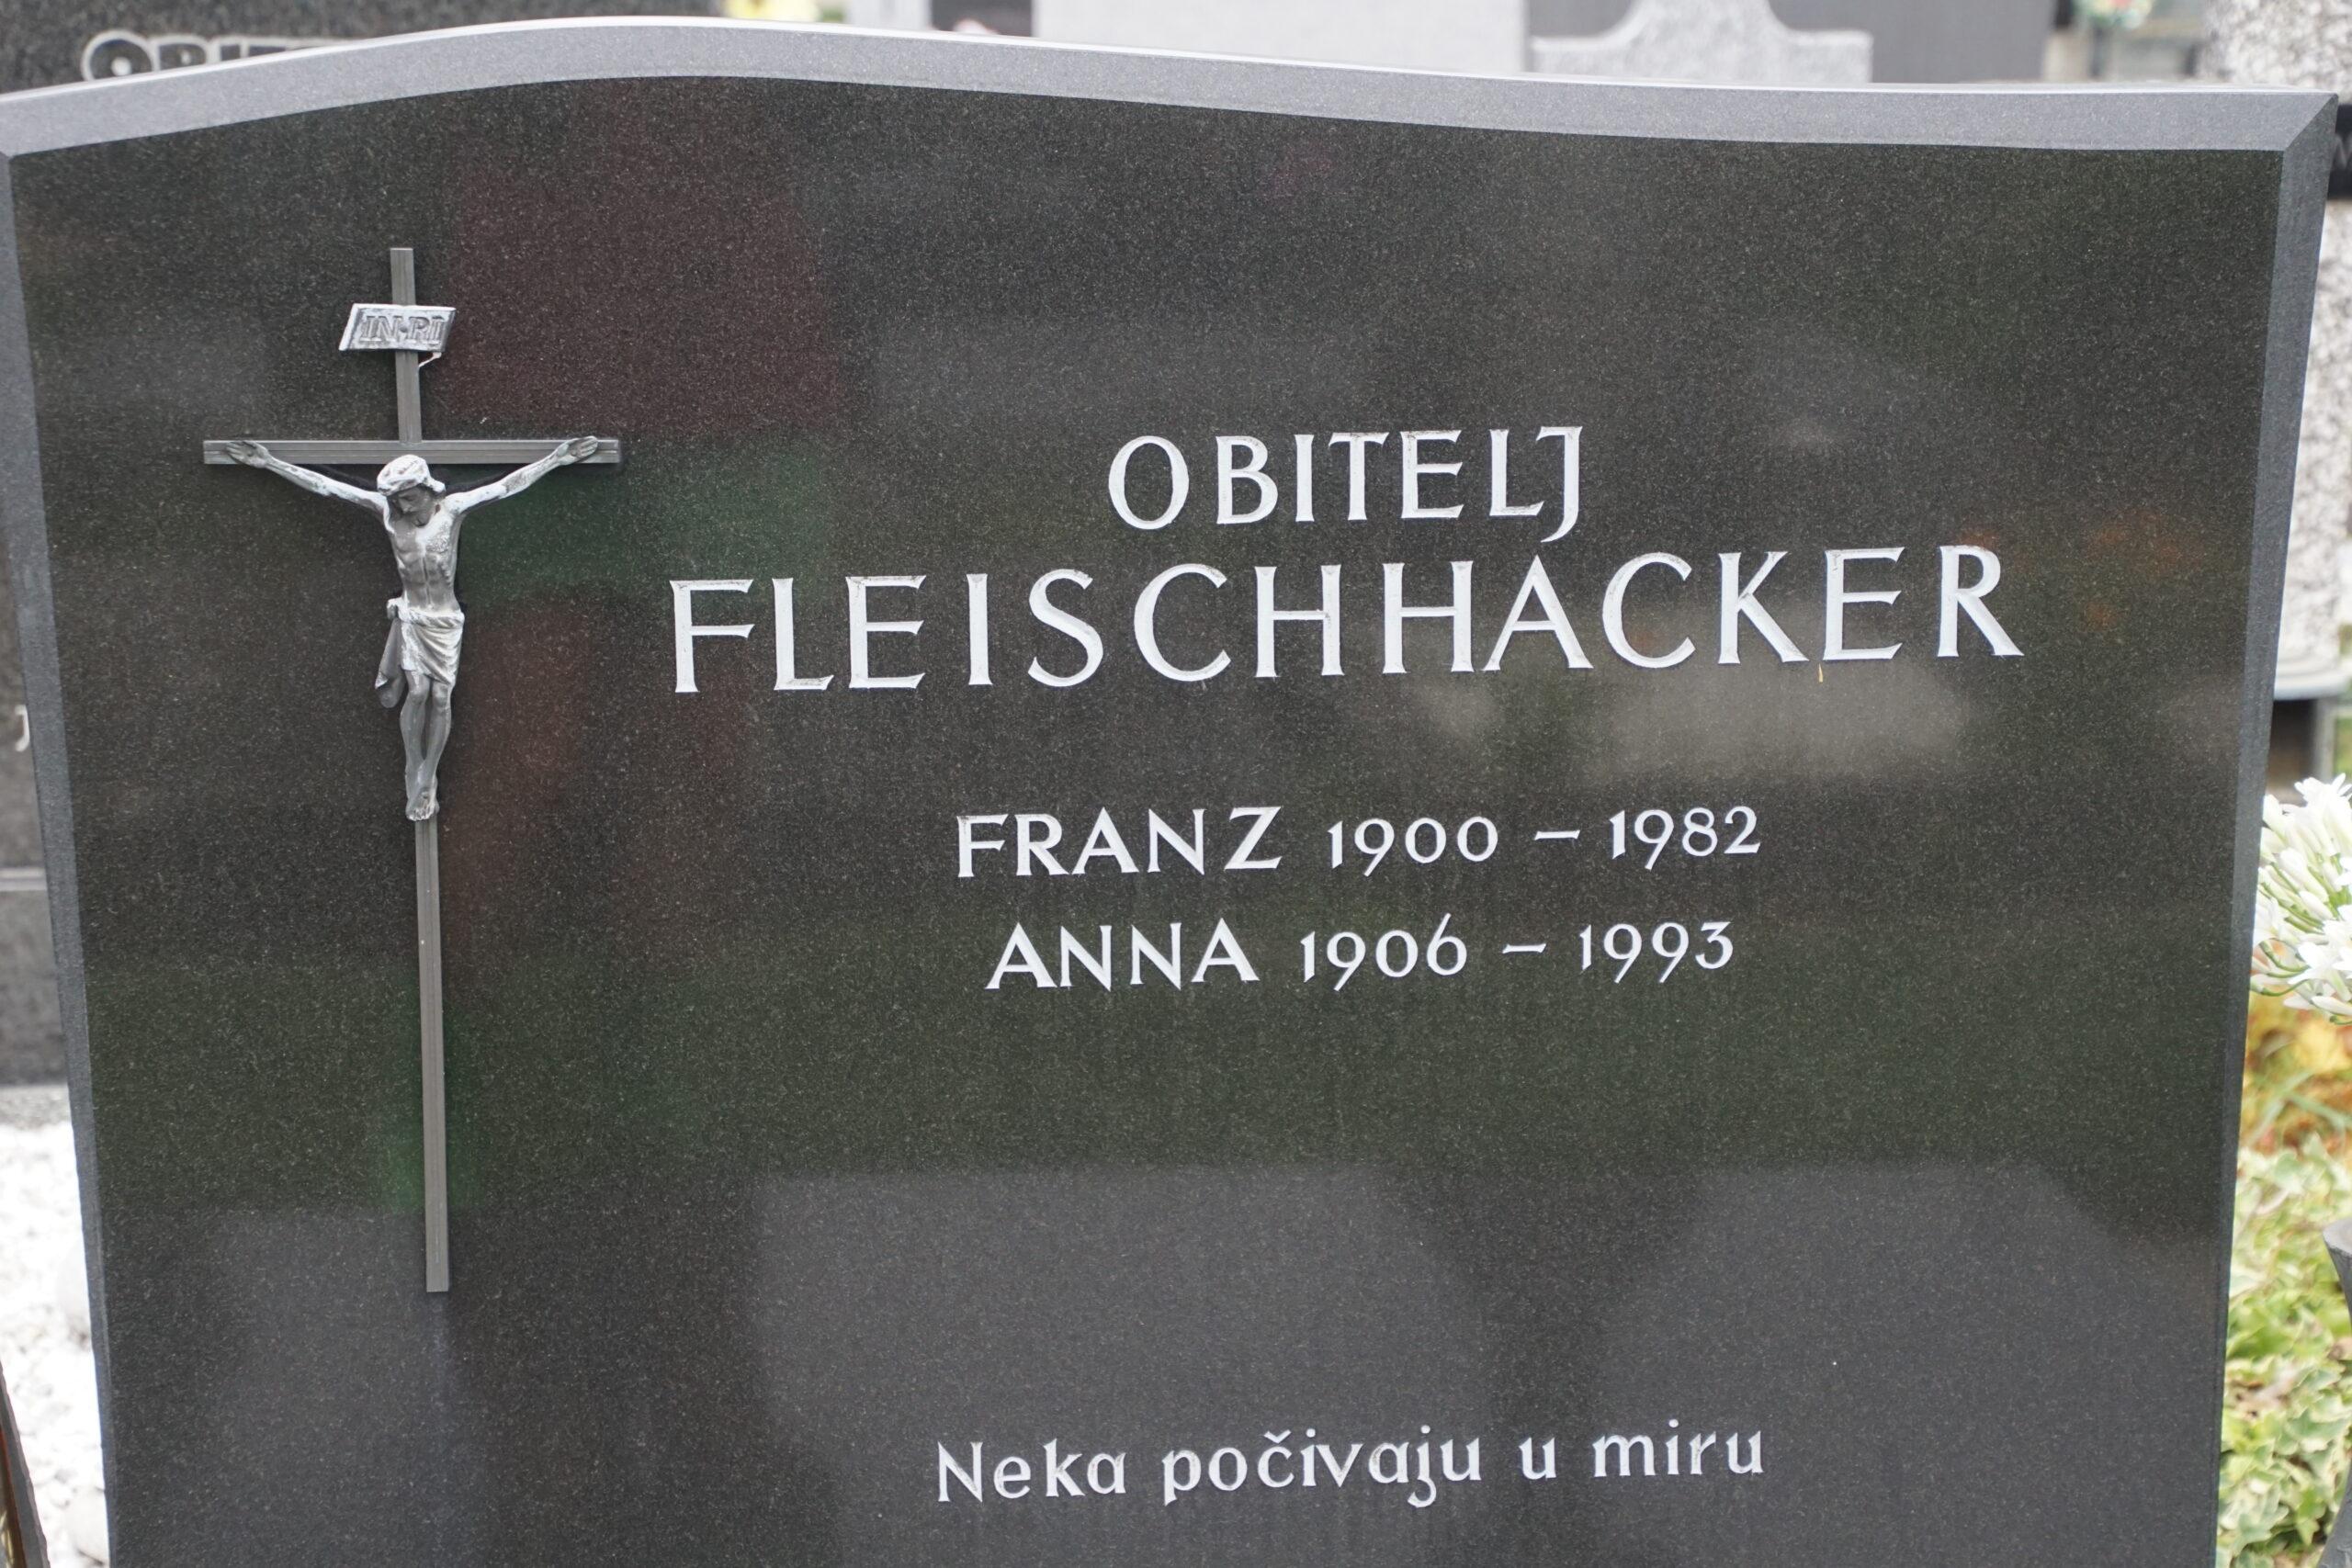 INRI
OBITELJ
FLEISCHHACKER
FRANZ 1900 – 1982
ANNA 1906 – 1993
Neka počivaju u miru